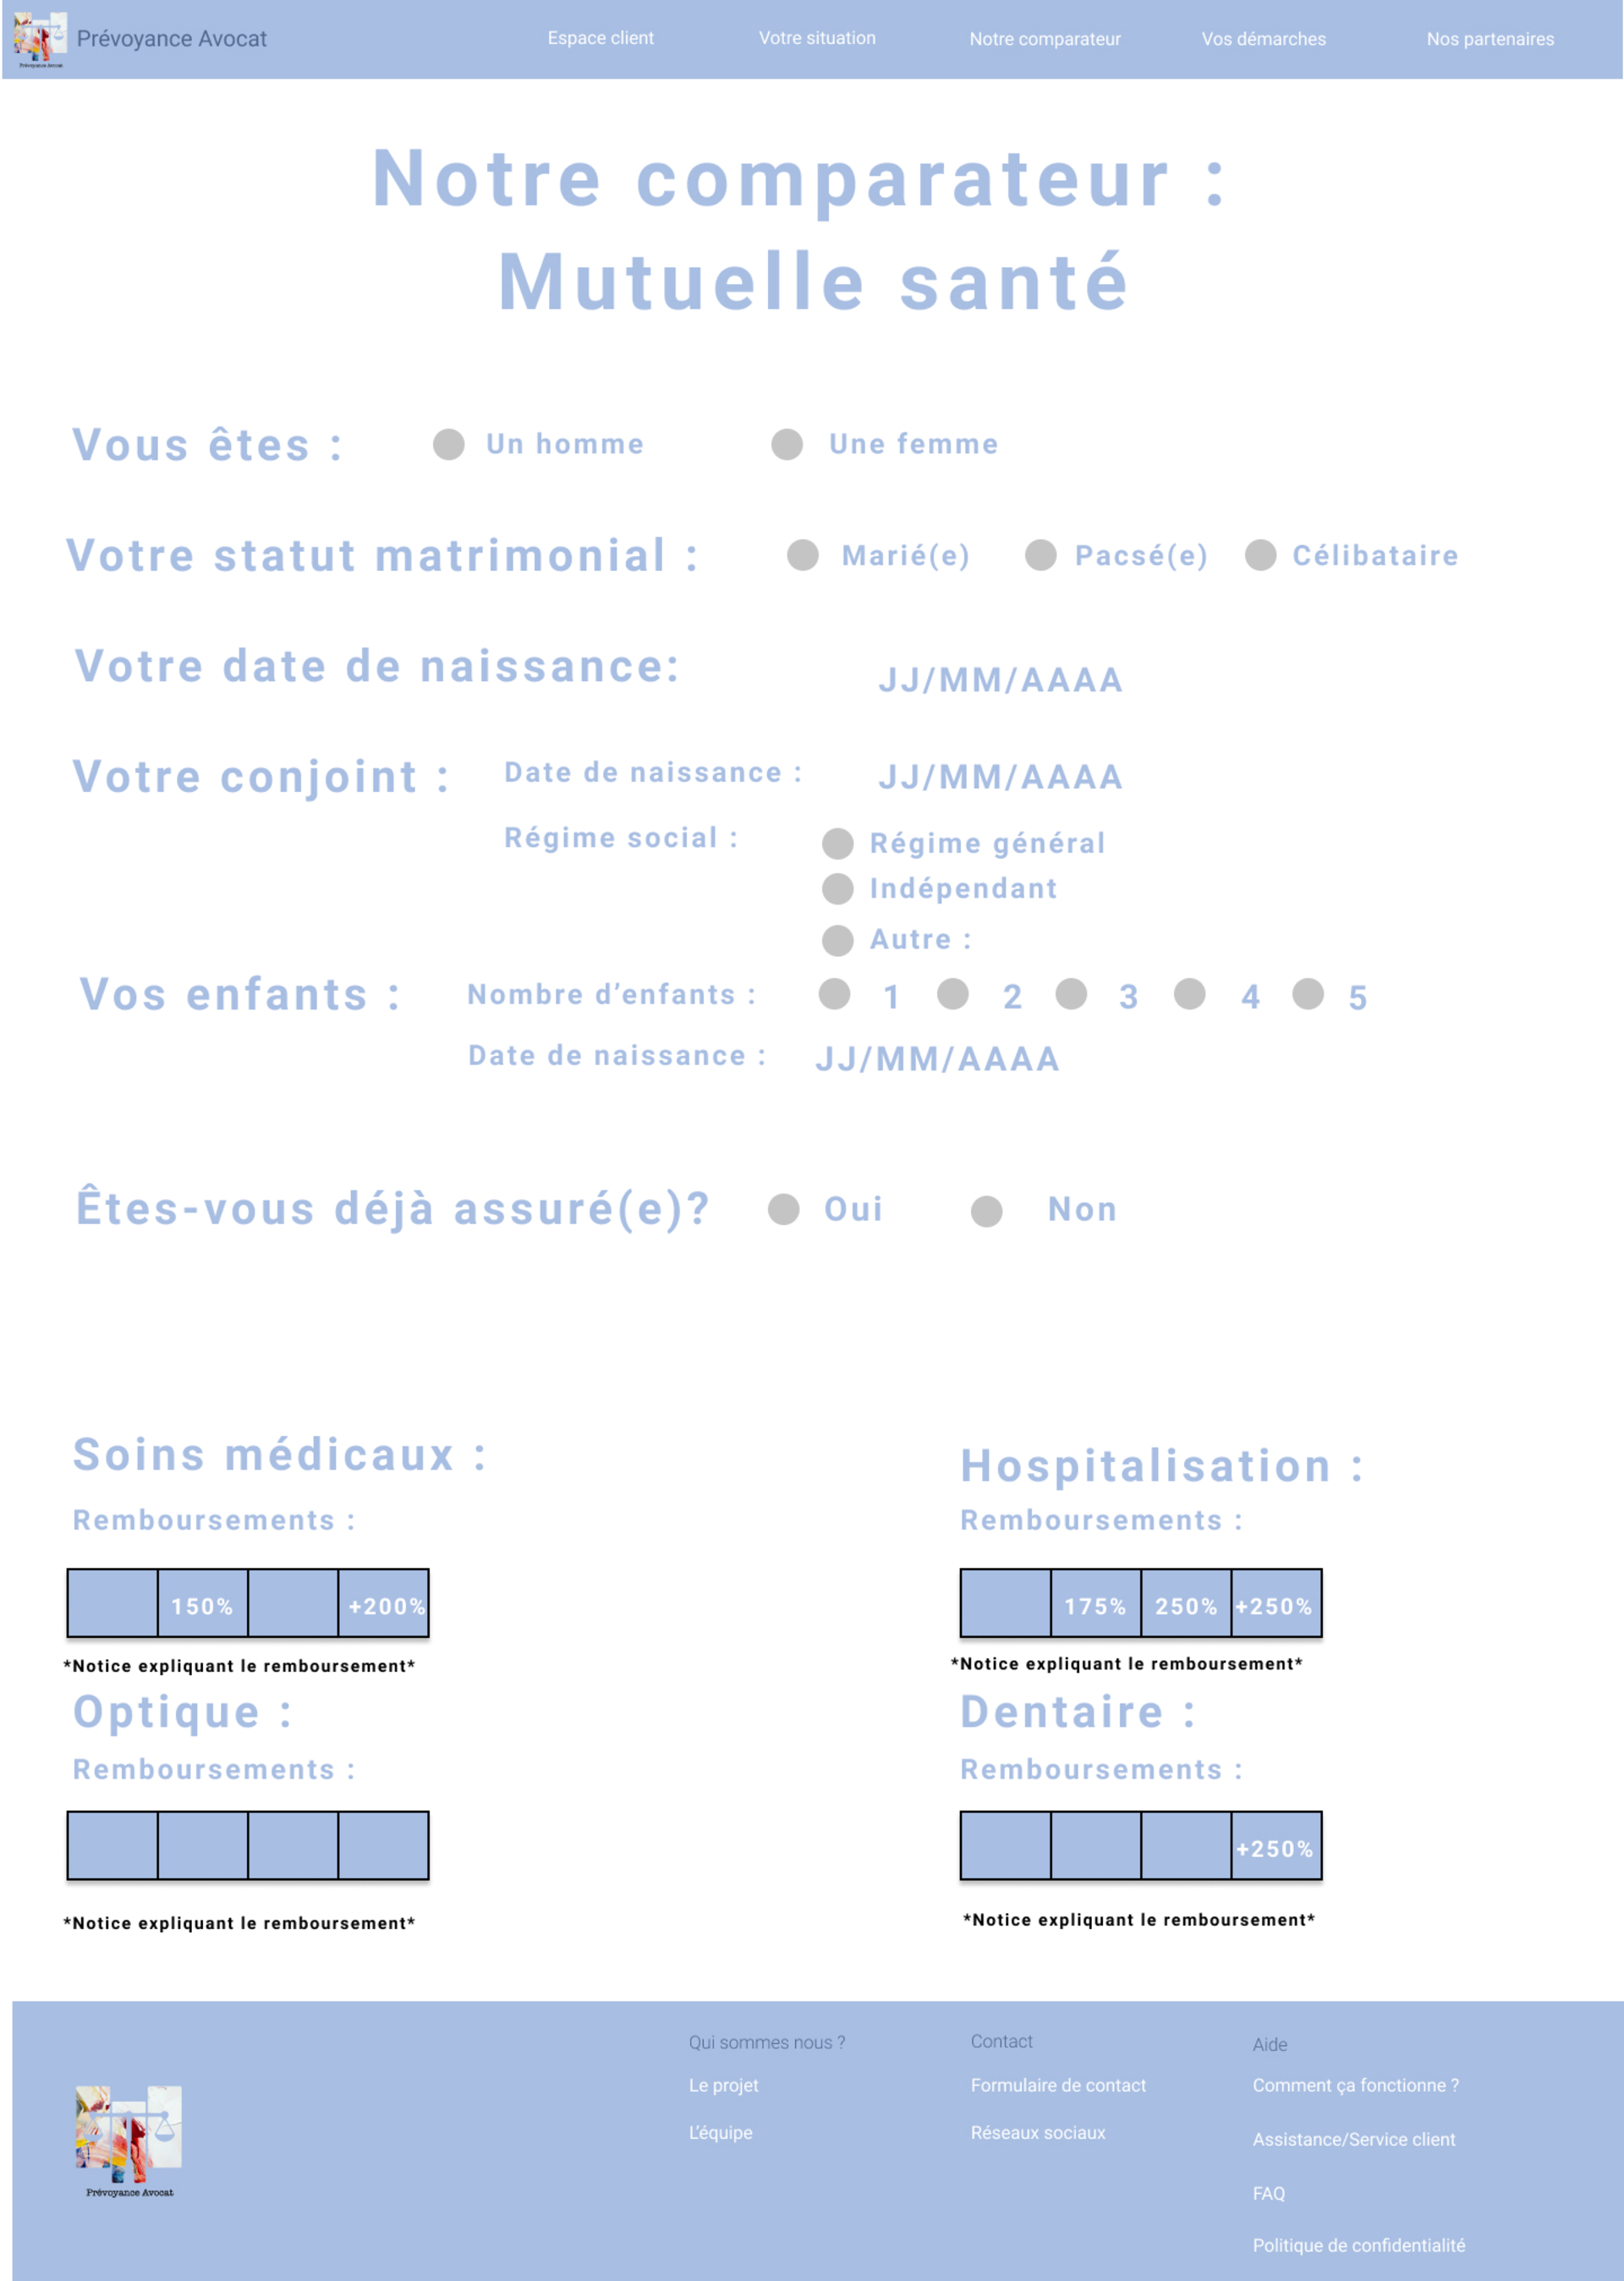 Prévoyance Avocat
Prévoyance Avocat
Espace client
Votre situation
Notre comparateur
Vos démarches
Nos partenaires
Notre comparateur :
Mutuelle santé
Vous êtes :
Un homme
Une femme
Votre statut matrimonial :
Marié(e)
Pacsé(e)
Célibataire
Votre date de naissance:
JJ/MM/AAAA
Votre conjoint :
Date de naissance :
JJ/MM/AAAA
Régime social :
Régime général
Indépendant
Autre :
Vos enfants :
Nombre d’enfants :
1
2
3
4
5
Date de naissance :
JJ/MM/AAAA
Êtes-vous déjà assuré(e)?
Oui
Non
Soins médicaux :
Remboursements :
150%
+200%
*Notice expliquant le remboursement*
Hospitalisation :
Remboursements :
175%
250%
+250%
*Notice expliquant le remboursement*
Optique :
Remboursements :
*Notice expliquant le remboursement*
Dentaire :
Remboursements :
+250%
*Notice expliquant le remboursement*
Prévoyance Avocat
Qui sommes nous ?
Le projet
L’équipe
Contact
Formulaire de contact
Réseaux sociaux
Aide
Comment ça fonctionne ?
Assistance/Service client
FAQ
Politique de confidentialité